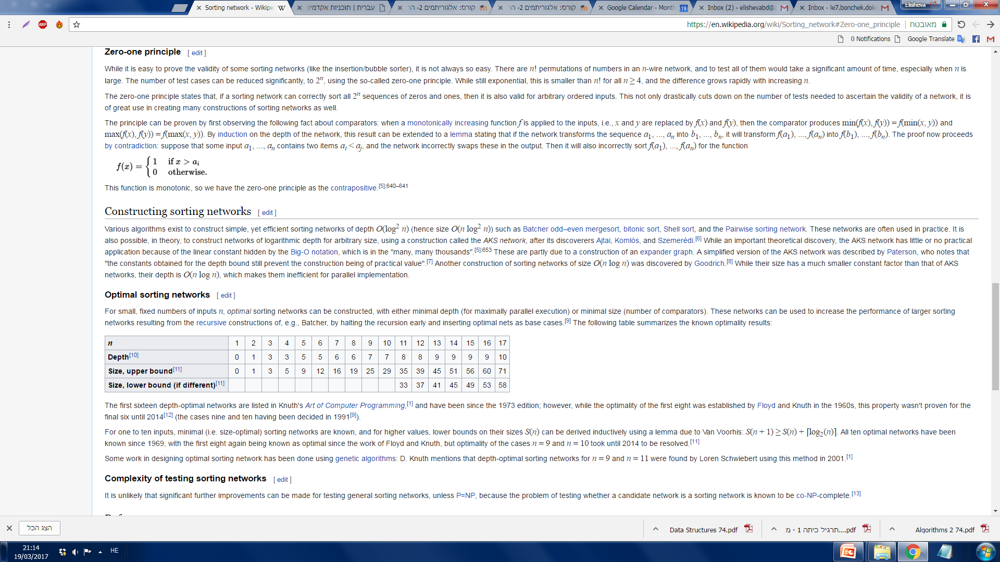 Sorting network - Wikipe
עברית | תוכניות אקדמיות
קורס: אלגוריתמים 2- הר
קורס: אלגוריתמים 2- הר
Google Calendar - Month
Inbox (2) - elishevabd@
Inbox - le7.bonchek.dok
Elisheva
https://en.wikipedia.org/wiki/Sorting_network#Zero-one_principle
מאובטח
0 Notifications
Google Translate
Zero-one principle [ edit ]
While it is easy to prove the validity of some sorting networks (like the insertion/bubble sorter), it is not always so easy. There are n! permutations of numbers in an n-wire network, and to test all of them would take a significant amount of time, especially when n is
large. The number of test cases can be reduced significantly, to 2ⁿ, using the so-called zero-one principle. While still exponential, this is smaller than n! for all n ≥ 4, and the difference grows rapidly with increasing n.
The zero-one principle states that, if a sorting network can correctly sort all 2ⁿ sequences of zeros and ones, then it is also valid for arbitrary ordered inputs. This not only drastically cuts down on the number of tests needed to ascertain the validity of a network, it is
of great use in creating many constructions of sorting networks as well.
The principle can be proven by first observing the following fact about comparators: when a monotonically increasing function f is applied to the inputs, i.e., x and y are replaced by f(x) and f(y), then the comparator produces min(f(x), f(y)) = f(min(x, y)) and
max(f(x), f(y)) = f(max(x, y)). By induction on the depth of the network, this result can be extended to a lemma stating that if the network transforms the sequence a₁, ..., aₙ into b₁, ..., bₙ, it will transform f(a₁), ..., f(aₙ) into f(b₁), ..., f(bₙ). The proof now proceeds
by contradiction: suppose that some input a₁, ..., aₙ contains two items aᵢ < aⱼ, and the network incorrectly swaps these in the output. Then it will also incorrectly sort f(a₁), ..., f(aₙ) for the function
f(x) = { 1 if x > aᵢ
0 otherwise.
This function is monotonic, so we have the zero-one principle as the contrapositive.[5]:640–641
Constructing sorting networks [ edit ]
Various algorithms exist to construct simple, yet efficient sorting networks of depth O(log² n) (hence size O(n log² n)) such as Batcher odd–even mergesort, bitonic sort, Shell sort, and the Pairwise sorting network. These networks are often used in practice. It is
also possible, in theory, to construct networks of logarithmic depth for arbitrary size, using a construction called the AKS network, after its discoverers Ajtai, Komlós, and Szemerédi.[6] While an important theoretical discovery, the AKS network has little or no practical
application because of the linear constant hidden by the Big-O notation, which is in the "many, many thousands".[5]:653 These are partly due to a construction of an expander graph. A simplified version of the AKS network was described by Paterson, who notes that
"the constants obtained for the depth bound still prevent the construction being of practical value".[7] Another construction of sorting networks of size O(n log n) was discovered by Goodrich.[8] While their size has a much smaller constant factor than that of AKS
networks, their depth is O(n log n), which makes them inefficient for parallel implementation.
Optimal sorting networks [ edit ]
For small, fixed numbers of inputs n, optimal sorting networks can be constructed, with either minimal depth (for maximally parallel execution) or minimal size (number of comparators). These networks can be used to increase the performance of larger sorting
networks resulting from the recursive constructions of, e.g., Batcher, by halting the recursion early and inserting optimal nets as base cases.[9] The following table summarizes the known optimality results:
n 1 2 3 4 5 6 7 8 9 10 11 12 13 14 15 16 17
Depth[10] 0 1 3 3 5 5 6 6 7 7 8 8 9 9 9 9 10
Size, upper bound[11] 0 1 3 5 9 12 16 19 25 29 35 39 45 51 56 60 71
Size, lower bound (if different)[11] 33 37 41 45 49 53 58
The first sixteen depth-optimal networks are listed in Knuth's Art of Computer Programming,[1] and have been since the 1973 edition; however, while the optimality of the first eight was established by Floyd and Knuth in the 1960s, this property wasn't proven for the
final six until 2014[12] (the cases nine and ten having been decided in 1991[9]).
For one to ten inputs, minimal (i.e. size-optimal) sorting networks are known, and for higher values, lower bounds on their sizes S(n) can be derived inductively using a lemma due to Van Voorhis: S(n + 1) ≥ S(n) + ⌈log₂(n)⌉. All ten optimal networks have been
known since 1969, with the first eight again being known as optimal since the work of Floyd and Knuth, but optimality of the cases n = 9 and n = 10 took until 2014 to be resolved.[11]
Some work in designing optimal sorting network has been done using genetic algorithms: D. Knuth mentions that depth-optimal sorting networks for n = 9 and n = 11 were found by Loren Schwiebert using this method in 2001.[1]
Complexity of testing sorting networks [ edit ]
It is unlikely that significant further improvements can be made for testing general sorting networks, unless P=NP, because the problem of testing whether a candidate network is a sorting network is known to be co-NP-complete.[13]
הצג הכל
Data Structures 74.pdf
תרגיל כיתה 1 - מ....pdf
Algorithms 2 74.pdf
21:14
19/03/2017
HE